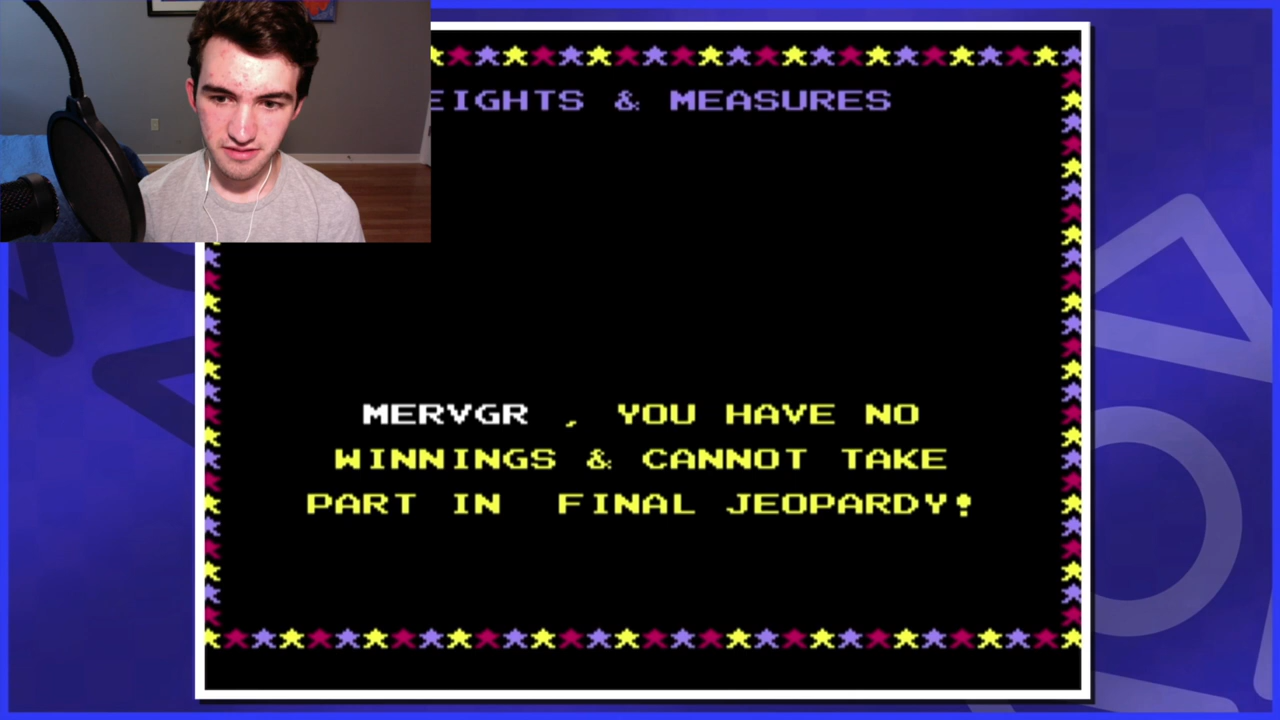 EIGHTS & MEASURES
MERVGR , YOU HAVE NO
WINNINGS & CANNOT TAKE
PART IN FINAL JEOPARDY!